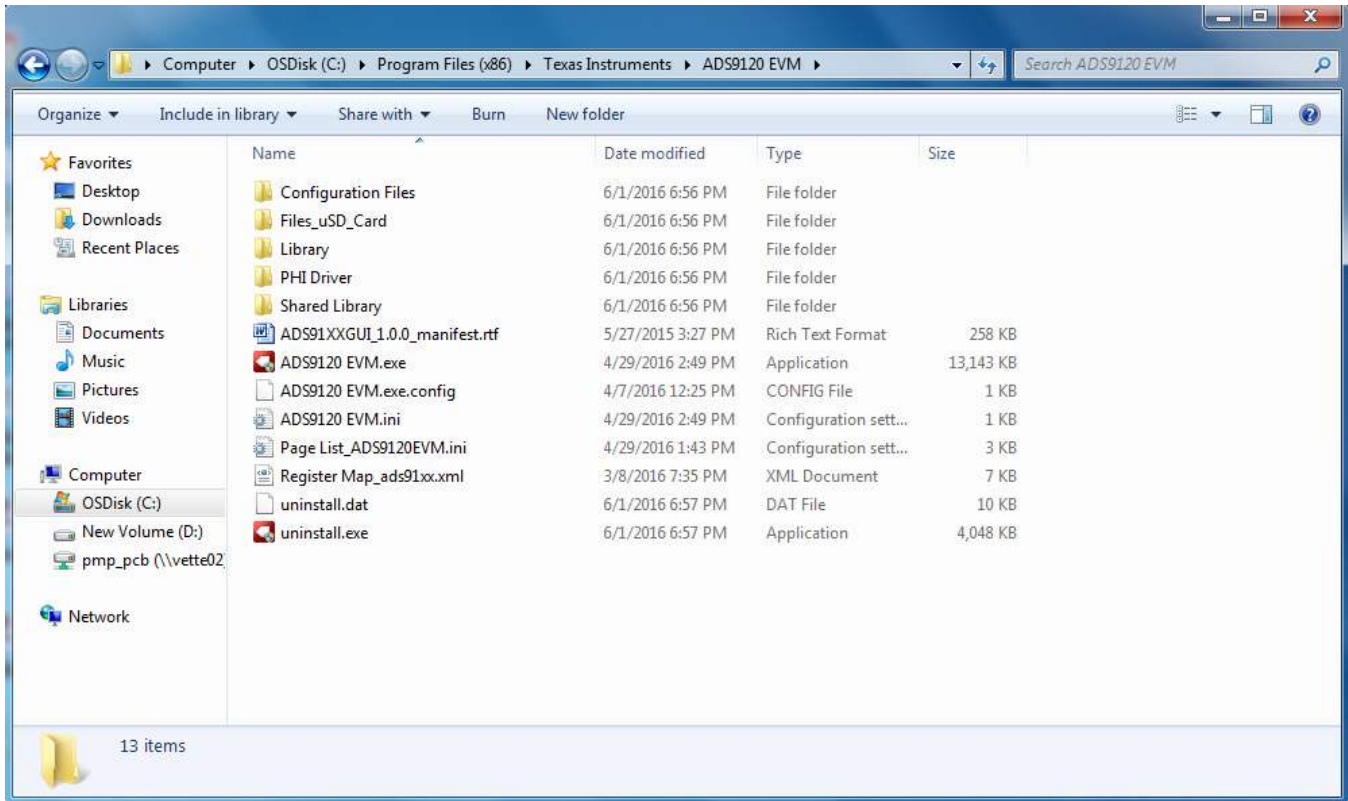 Computer ▸ OSDisk (C:) ▸ Program Files (x86) ▸ Texas Instruments ▸ ADS9120 EVM ▸ Search ADS9120 EVM
Organize Include in library Share with Burn New folder
Favorites
Desktop
Downloads
Recent Places
Libraries
Documents
Music
Pictures
Videos
Computer
OSDisk (C:)
New Volume (D:)
pmp_pcb (\\vette02)
Network
Name Date modified Type Size
Configuration Files 6/1/2016 6:56 PM File folder
Files_uSD_Card 6/1/2016 6:56 PM File folder
Library 6/1/2016 6:56 PM File folder
PHI Driver 6/1/2016 6:56 PM File folder
Shared Library 6/1/2016 6:56 PM File folder
ADS91XXGUI_1.0.0_manifest.rtf 5/27/2015 3:27 PM Rich Text Format 258 KB
ADS9120 EVM.exe 4/29/2016 2:49 PM Application 13,143 KB
ADS9120 EVM.exe.config 4/7/2016 12:25 PM CONFIG File 1 KB
ADS9120 EVM.ini 4/29/2016 2:49 PM Configuration sett... 1 KB
Page List_ADS9120EVM.ini 4/29/2016 1:43 PM Configuration sett... 3 KB
Register Map_ads91xx.xml 3/8/2016 7:35 PM XML Document 7 KB
uninstall.dat 6/1/2016 6:57 PM DAT File 10 KB
uninstall.exe 6/1/2016 6:57 PM Application 4,048 KB
13 items